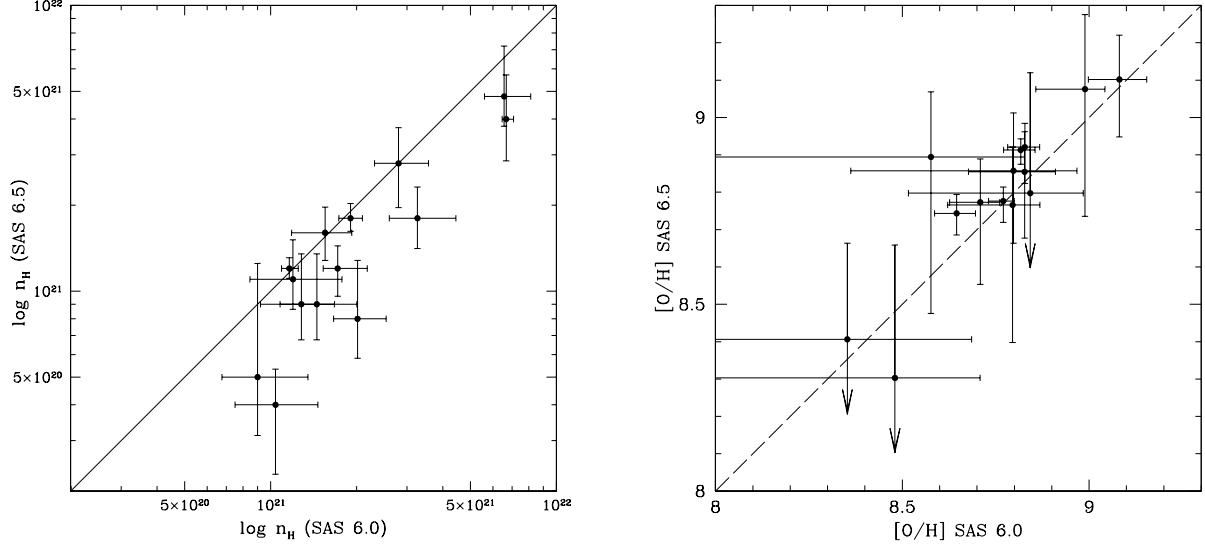 10²²
5×10²¹
10²¹
5×10²⁰
log n_H (SAS 6.5)
5×10²⁰ 10²¹ 5×10²¹ 10²²
log n_H (SAS 6.0)
9
8.5
8
[O/H] SAS 6.5
8 8.5 9
[O/H] SAS 6.0